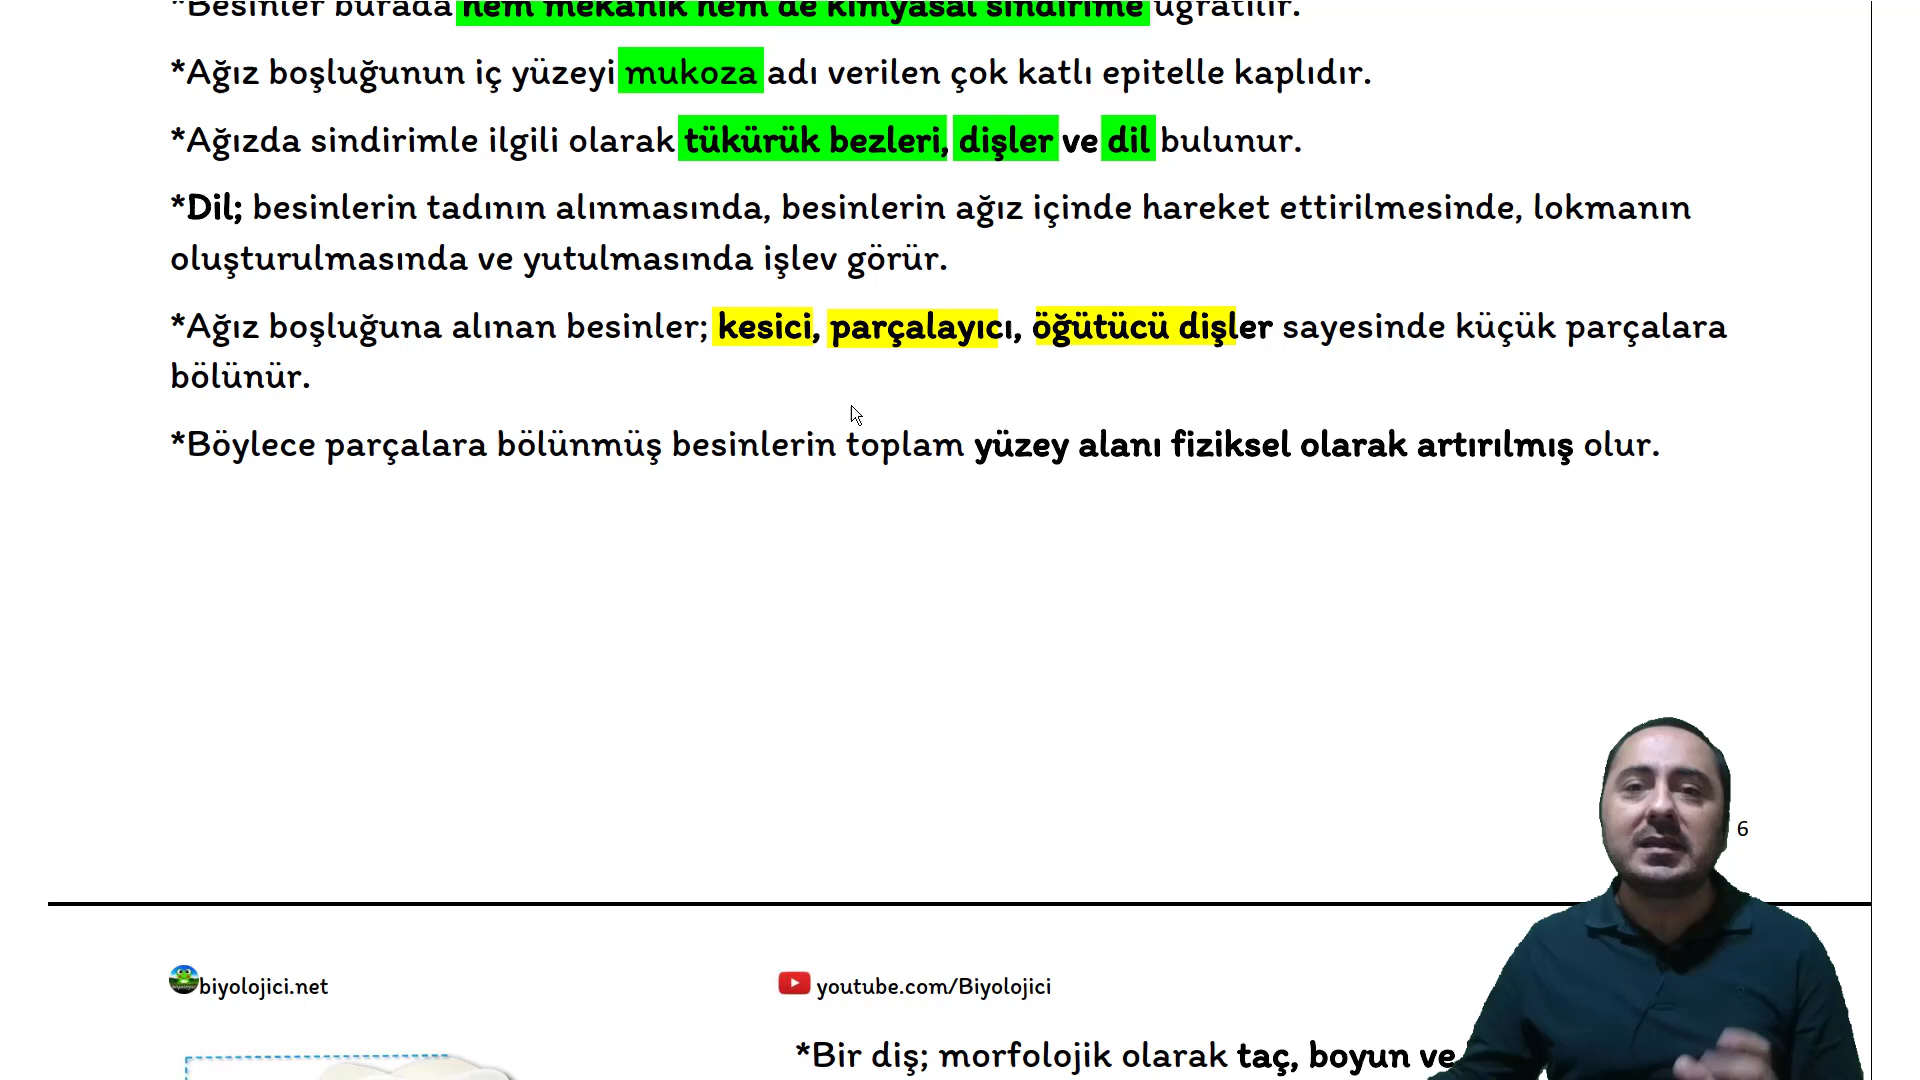 *Besinler burada hem mekanik hem de kimyasal sindirime uğratılır.
*Ağız boşluğunun iç yüzeyi mukoza adı verilen çok katlı epitelle kaplıdır.
*Ağızda sindirimle ilgili olarak tükürük bezleri, dişler ve dil bulunur.
*Dil; besinlerin tadının alınmasında, besinlerin ağız içinde hareket ettirilmesinde, lokmanın
oluşturulmasında ve yutulmasında işlev görür.
*Ağız boşluğuna alınan besinler; kesici, parçalayıcı, öğütücü dişler sayesinde küçük parçalara
bölünür.
*Böylece parçalara bölünmüş besinlerin toplam yüzey alanı fiziksel olarak artırılmış olur.
6
biyolojici.net
youtube.com/Biyolojici
*Bir diş; morfolojik olarak taç, boyun ve